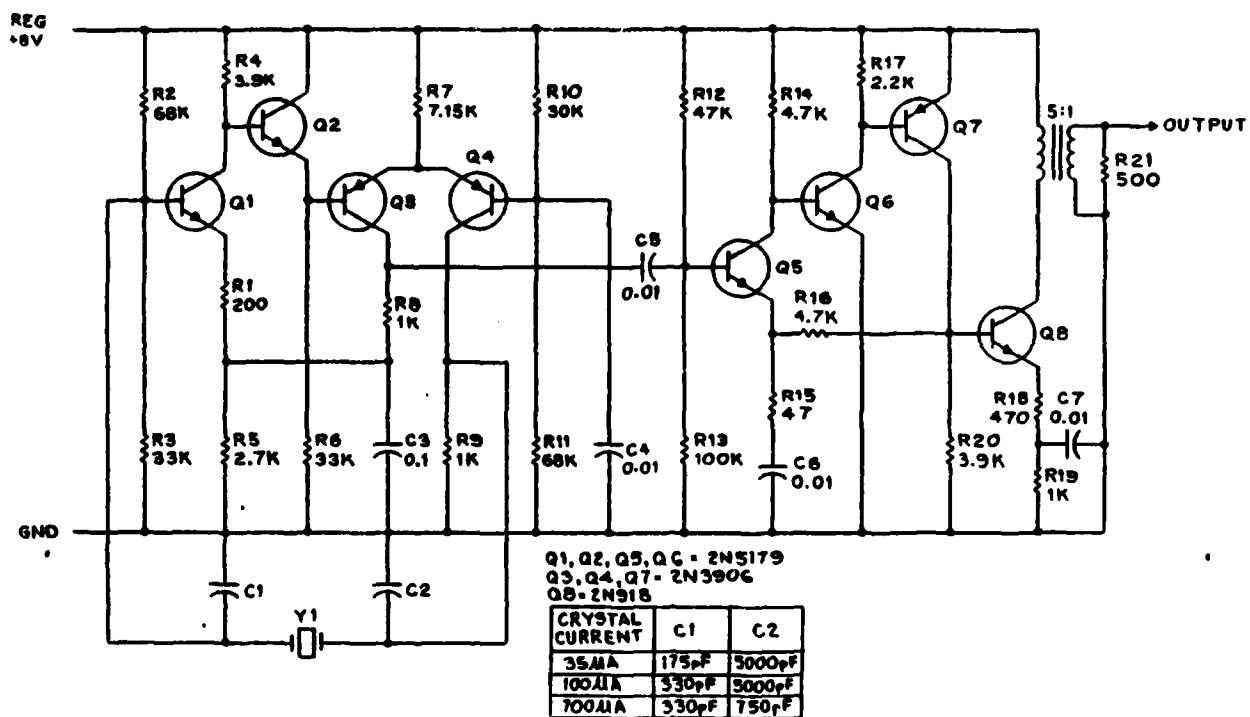 REG
+8V
R2
68K
R4
3.9K
Q2
Q1
R1
200
R7
7.15K
Q4
Q3
R8
1K
R10
30K
C5
0.01
R12
47K
R14
4.7K
Q5
R16
4.7K
R17
2.2K
Q7
Q6
5:1
OUTPUT
R21
500
Q8
R3
33K
R5
2.7K
R6
33K
C3
0.1
R9
1K
R11
68K
C4
0.01
R13
100K
R15
47
C6
0.01
R20
3.9K
R18
470
C7
0.01
R19
1K
GND
C1
C2
Y1
Q1, Q2, Q5, Q6 = 2N5179
Q3, Q4, Q7 = 2N3906
Q8 = 2N918
CRYSTAL CURRENT C1 C2
35µA 175pF 5000pF
100µA 330pF 5000pF
700µA 330pF 750pF